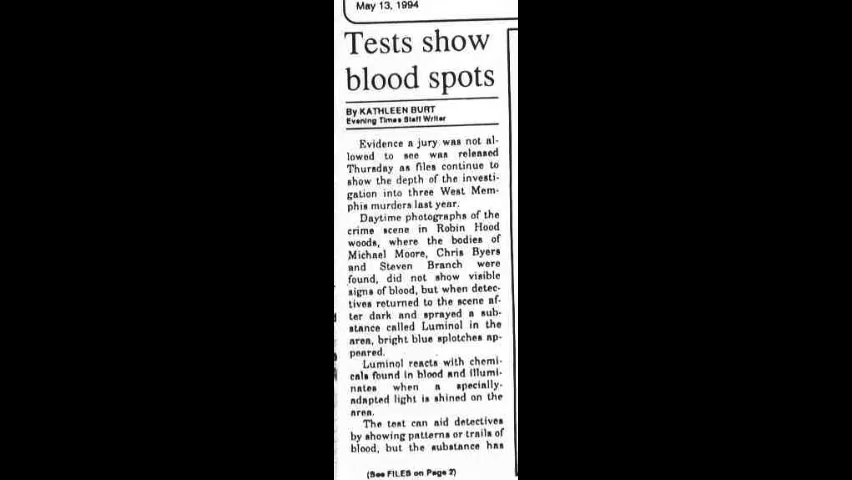 May 13, 1994
Tests show
blood spots
By KATHLEEN BURT
Evening Times Staff Writer
Evidence a jury was not al-
lowed to see was released
Thursday as files continue to
show the depth of the investi-
gation into three West Mem-
phis murders last year.
Daytime photographs of the
crime scene in Robin Hood
woods, where the bodies of
Michael Moore, Chris Byers
and Steven Branch were
found, did not show visible
signs of blood, but when detec-
tives returned to the scene af-
ter dark and sprayed a sub-
stance called Luminol in the
area, bright blue splotches ap-
peared.
Luminol reacts with chemi-
cals found in blood and illumi-
nates when a specially-
adapted light is shined on the
area.
The test can aid detectives
by showing patterns or trails of
blood, but the substance has
(See FILES on Page 2)